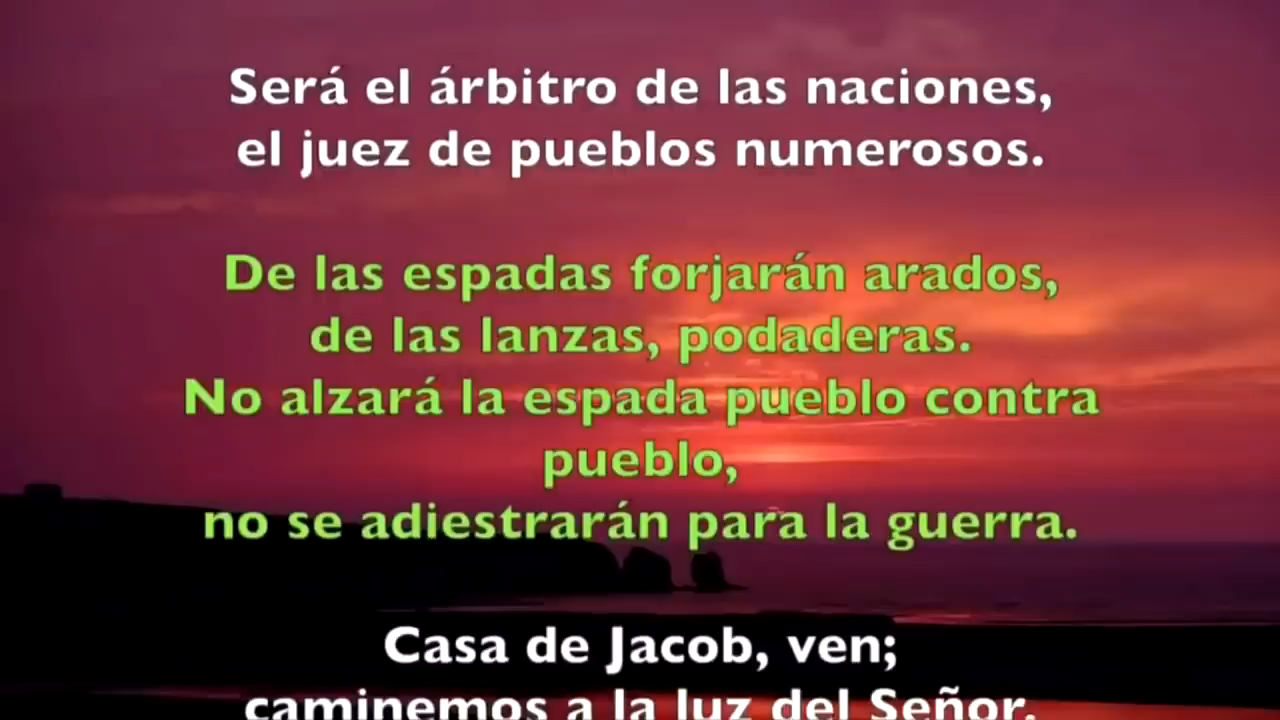 Será el árbitro de las naciones,
el juez de pueblos numerosos.
De las espadas forjarán arados,
de las lanzas, podaderas.
No alzará la espada pueblo contra
pueblo,
no se adiestrarán para la guerra.
Casa de Jacob, ven;
caminemos a la luz del Señor.